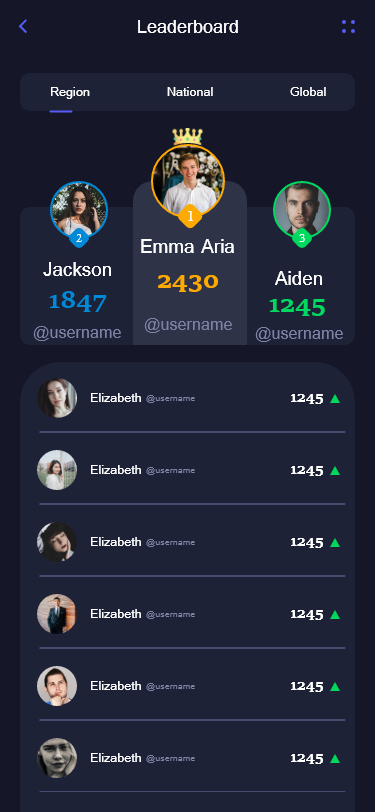 Leaderboard
Region National Global
1
2
3
Emma Aria
Jackson
Aiden
2430
1847
1245
@username
@username
@username
Elizabeth @username 1245
Elizabeth @username 1245
Elizabeth @username 1245
Elizabeth @username 1245
Elizabeth @username 1245
Elizabeth @username 1245